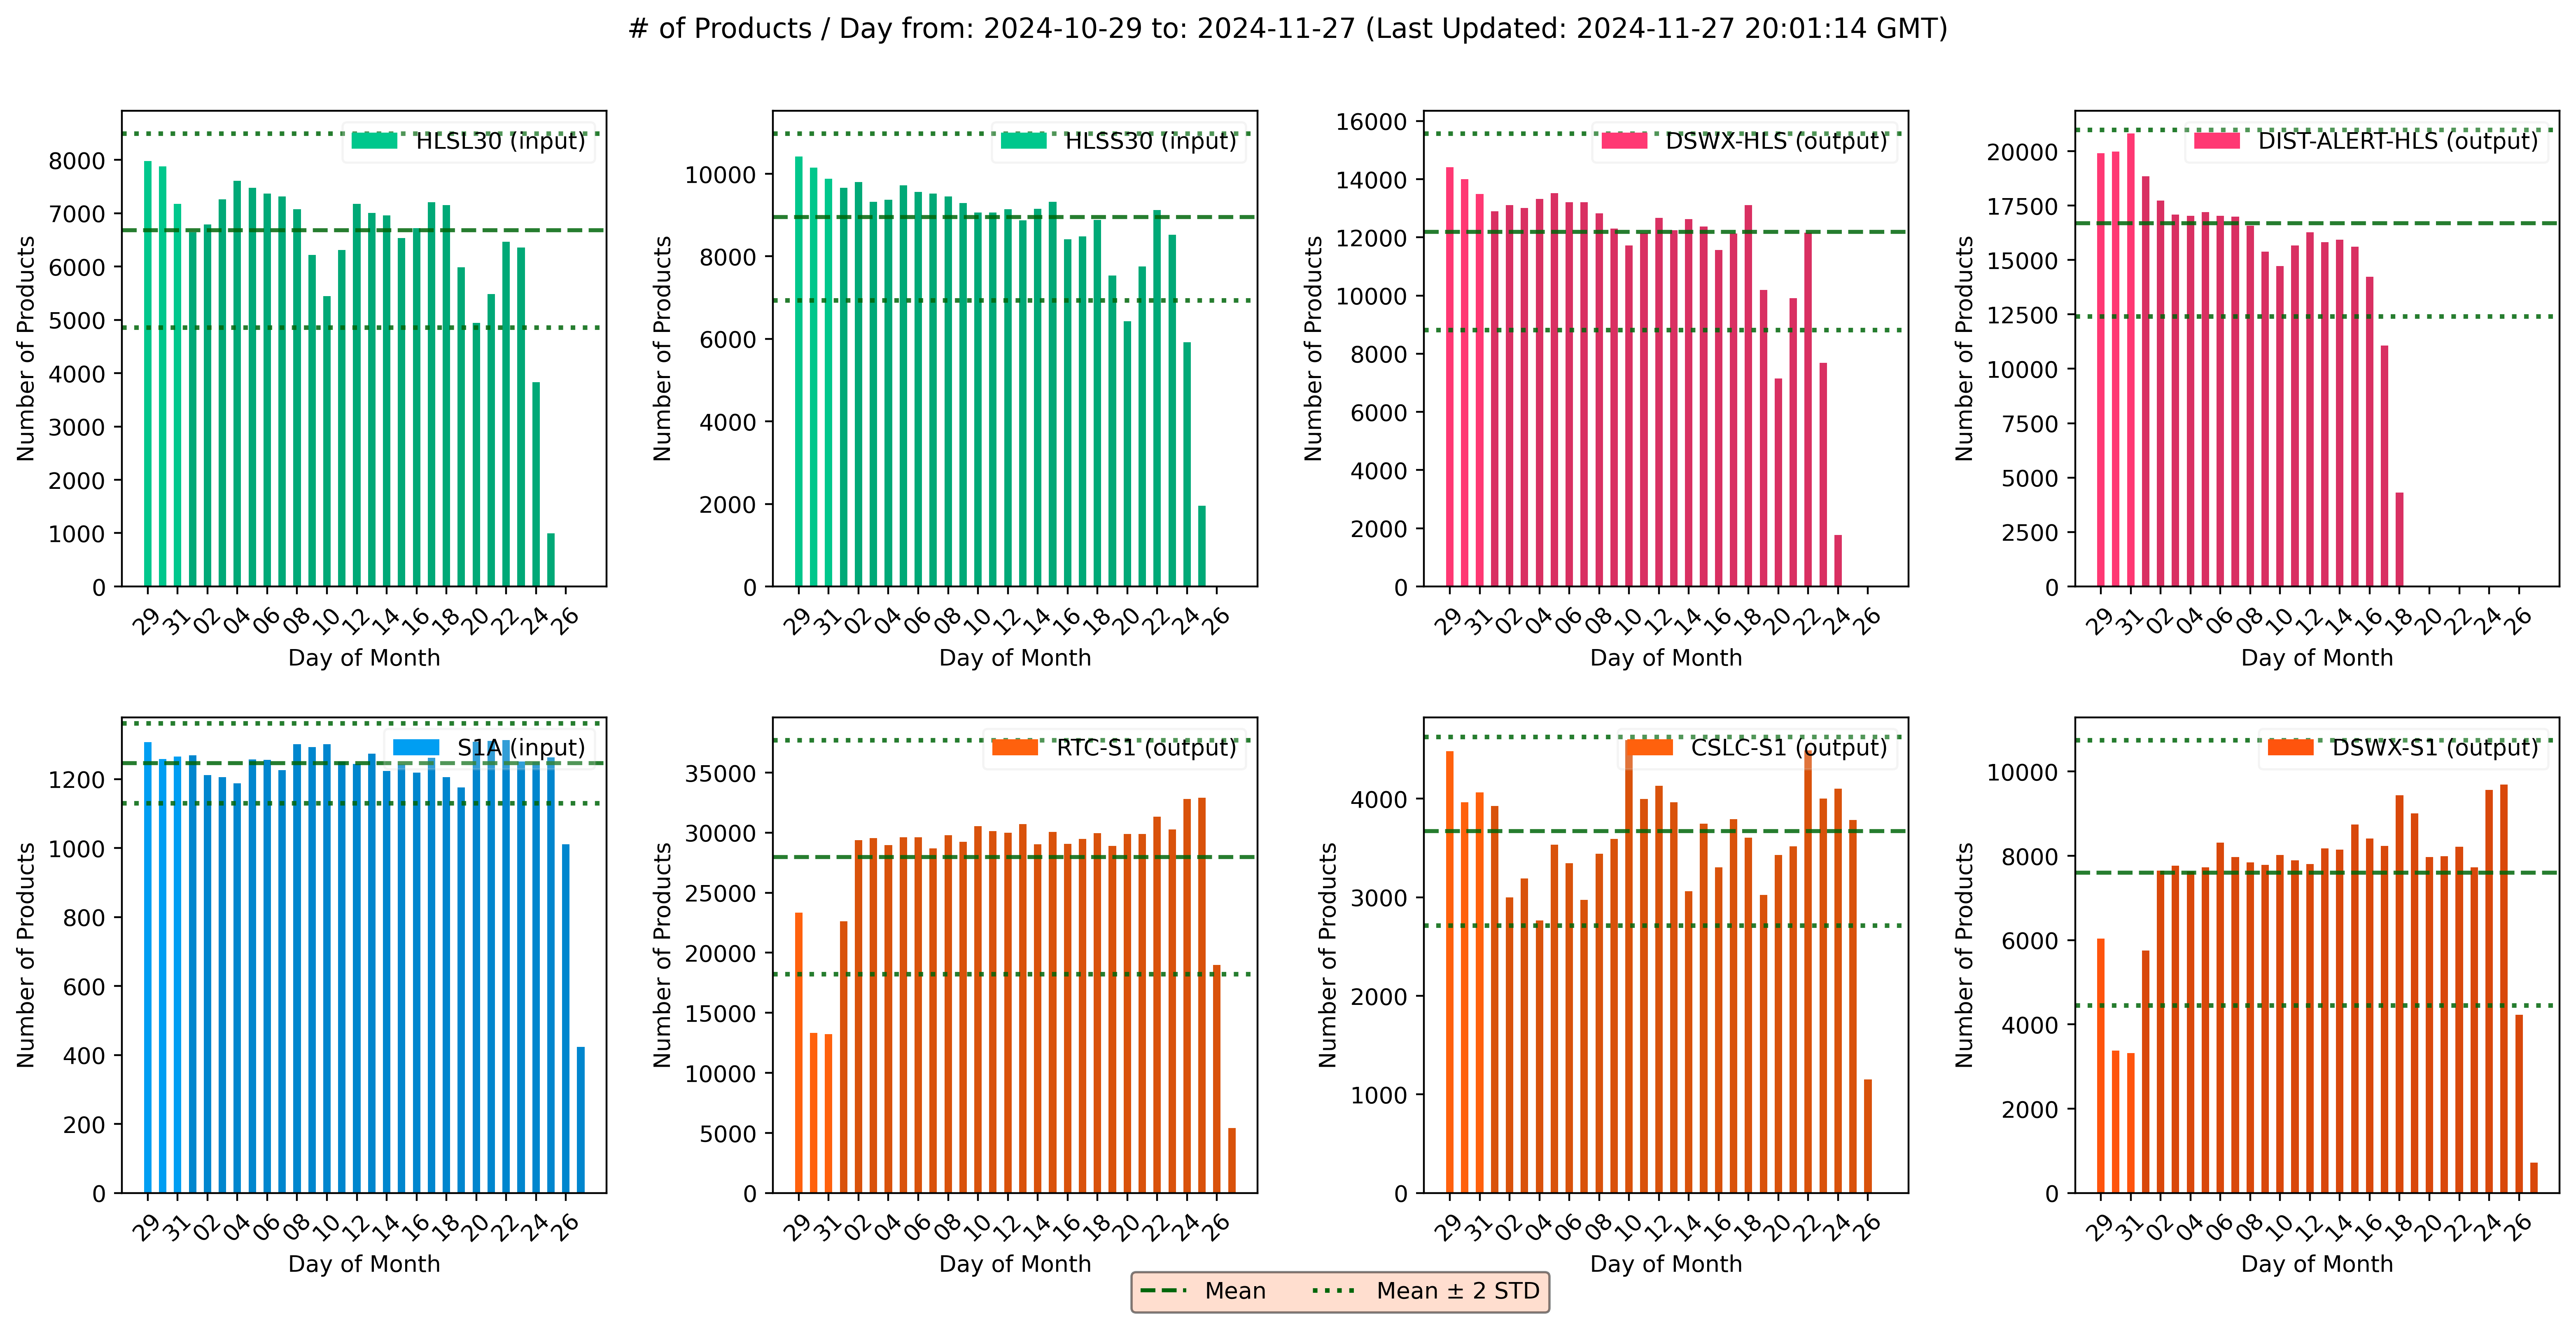 # of Products / Day from: 2024-10-29 to: 2024-11-27 (Last Updated: 2024-11-27 20:01:14 GMT)
HLSL30 (input)
Number of Products
8000
7000
6000
5000
4000
3000
2000
1000
0
29 31 02 04 06 08 10 12 14 16 18 20 22 24 26
Day of Month
HLSS30 (input)
Number of Products
10000
8000
6000
4000
2000
0
29 31 02 04 06 08 10 12 14 16 18 20 22 24 26
Day of Month
DSWX-HLS (output)
Number of Products
16000
14000
12000
10000
8000
6000
4000
2000
0
29 31 02 04 06 08 10 12 14 16 18 20 22 24 26
Day of Month
DIST-ALERT-HLS (output)
Number of Products
20000
17500
15000
12500
10000
7500
5000
2500
0
29 31 02 04 06 08 10 12 14 16 18 20 22 24 26
Day of Month
S1A (input)
Number of Products
1200
1000
800
600
400
200
0
29 31 02 04 06 08 10 12 14 16 18 20 22 24 26
Day of Month
RTC-S1 (output)
Number of Products
35000
30000
25000
20000
15000
10000
5000
0
29 31 02 04 06 08 10 12 14 16 18 20 22 24 26
Day of Month
CSLC-S1 (output)
Number of Products
4000
3000
2000
1000
0
29 31 02 04 06 08 10 12 14 16 18 20 22 24 26
Day of Month
DSWX-S1 (output)
Number of Products
10000
8000
6000
4000
2000
0
29 31 02 04 06 08 10 12 14 16 18 20 22 24 26
Day of Month
Mean Mean ± 2 STD